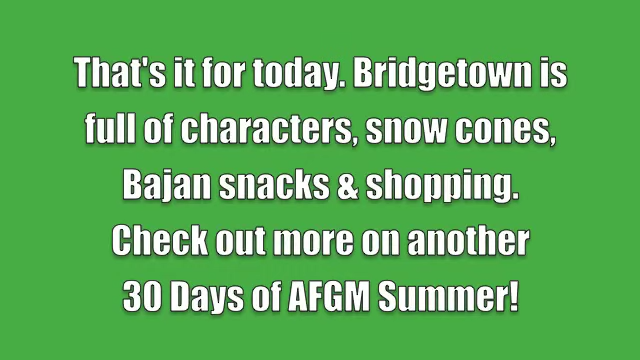 That's it for today. Bridgetown is
full of characters, snow cones,
Bajan snacks & shopping.
Check out more on another
30 Days of AFGM Summer!